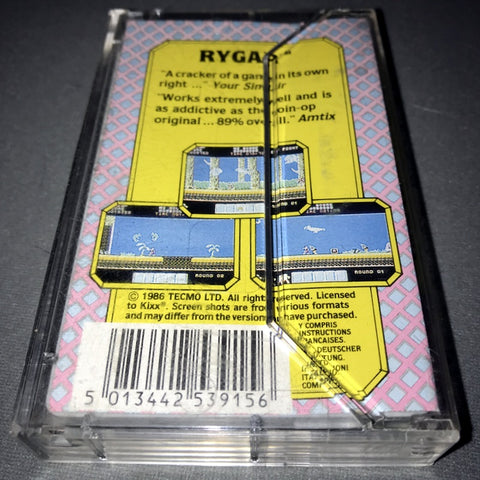 RYGAR®
"A cracker of a game in its own
right ..." Your Sinclair
"Works extremely well and is
as addictive as the coin-op
original ... 89% overall." Amtix
ROUND 01
ROUND 02
ROUND 01
© 1986 TECMO LTD. All rights reserved. Licensed
to Kixx®. Screen shots are from various formats
and may differ from the version you have purchased.
Y COMPRIS
INSTRUCTIONS
FRANCAISES.
DEUTSCHER
5 013442 539156